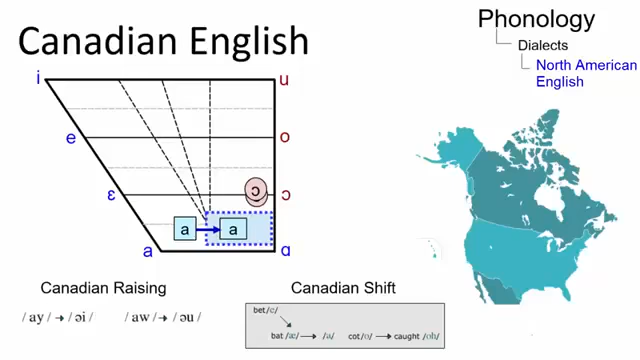 Canadian English
Phonology
Dialects
North American
English
i u
e o
ɛ ɔ ɔ
a a
a ɑ
Canadian Raising
/ ay / → / əi / / aw / → / əu /
Canadian Shift
bet /e/
bat /æ/ → /a/ cot /o/ → caught /oh/